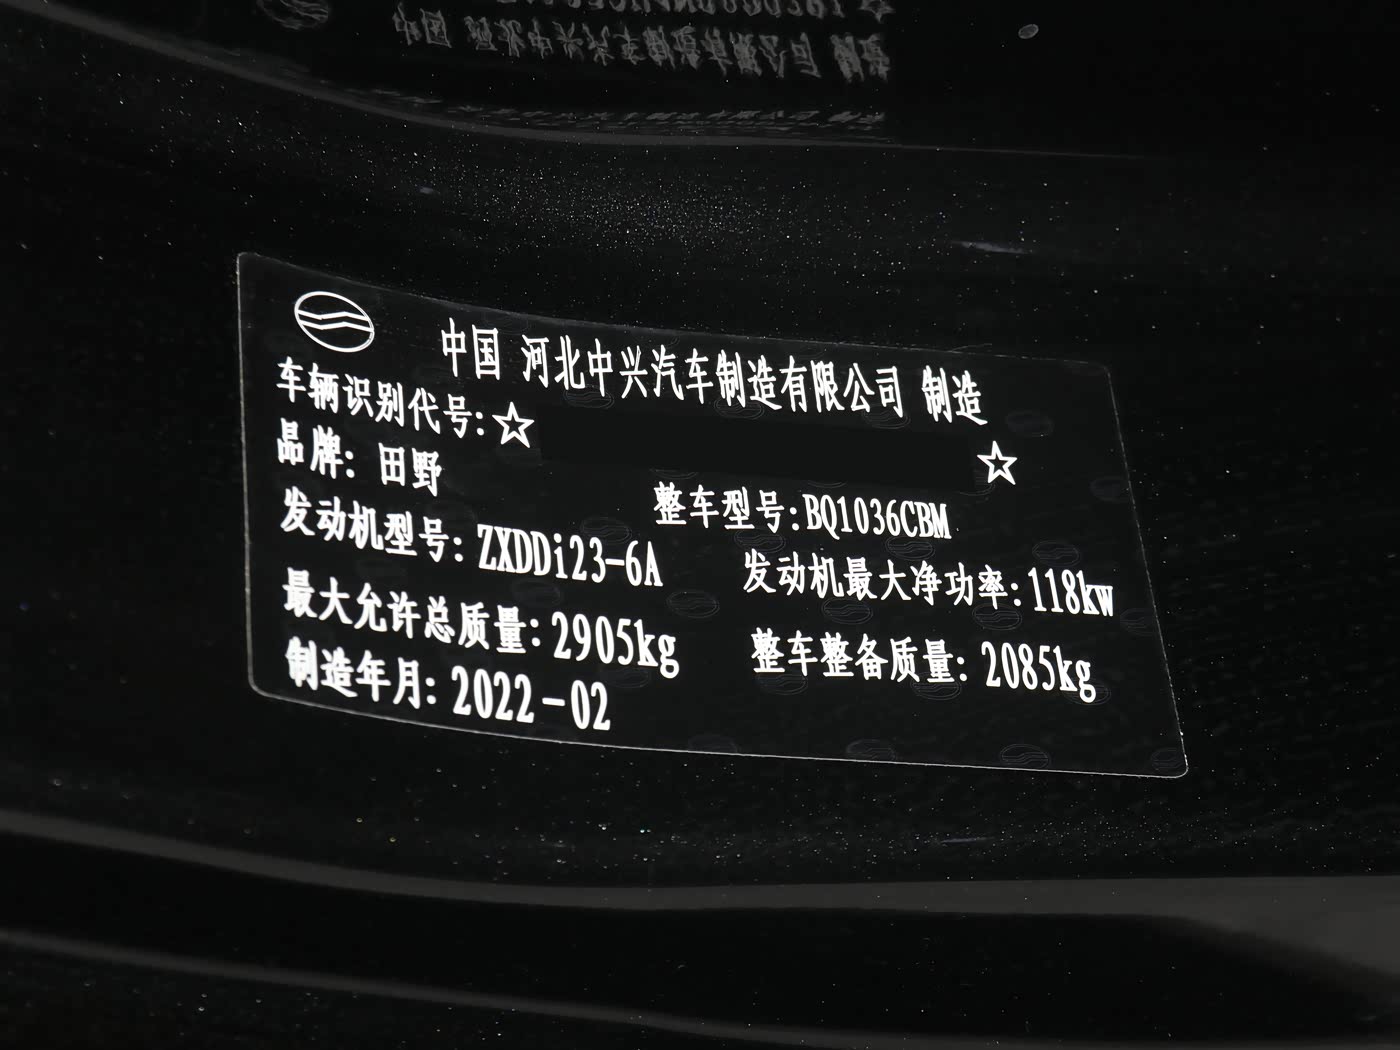 中国 河北中兴汽车制造有限公司 制造
车辆识别代号:☆ ☆
品牌: 田野 整车型号:BQ1036CBM
发动机型号: ZXDDi23-6A 发动机最大净功率:118kw
最大允许总质量:2905kg 整车整备质量: 2085kg
制造年月: 2022-02